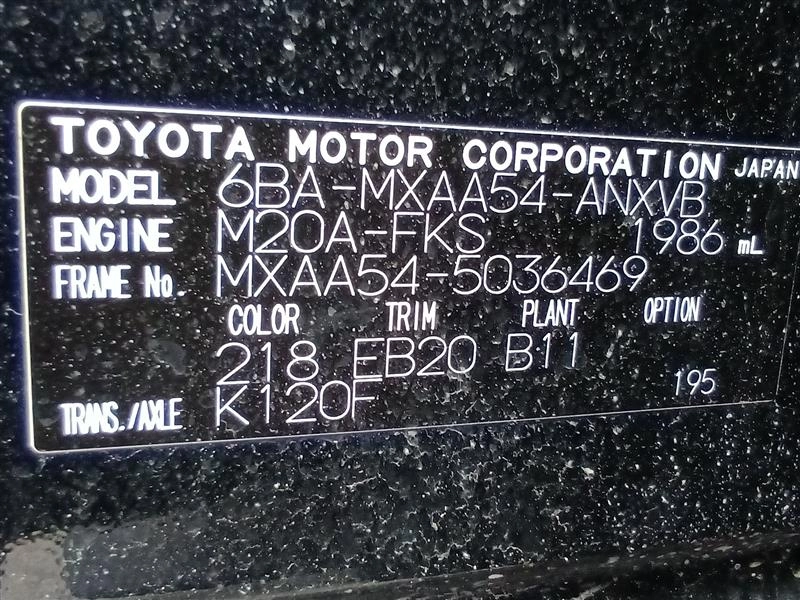 TOYOTA MOTOR CORPORATION JAPAN
MODEL 6BA-MXAA54-ANXVB
ENGINE M20A-FKS 1986 mL
FRAME No. MXAA54-5036469
COLOR TRIM PLANT OPTION
218 EB20 B11
TRANS./AXLE K120F 195